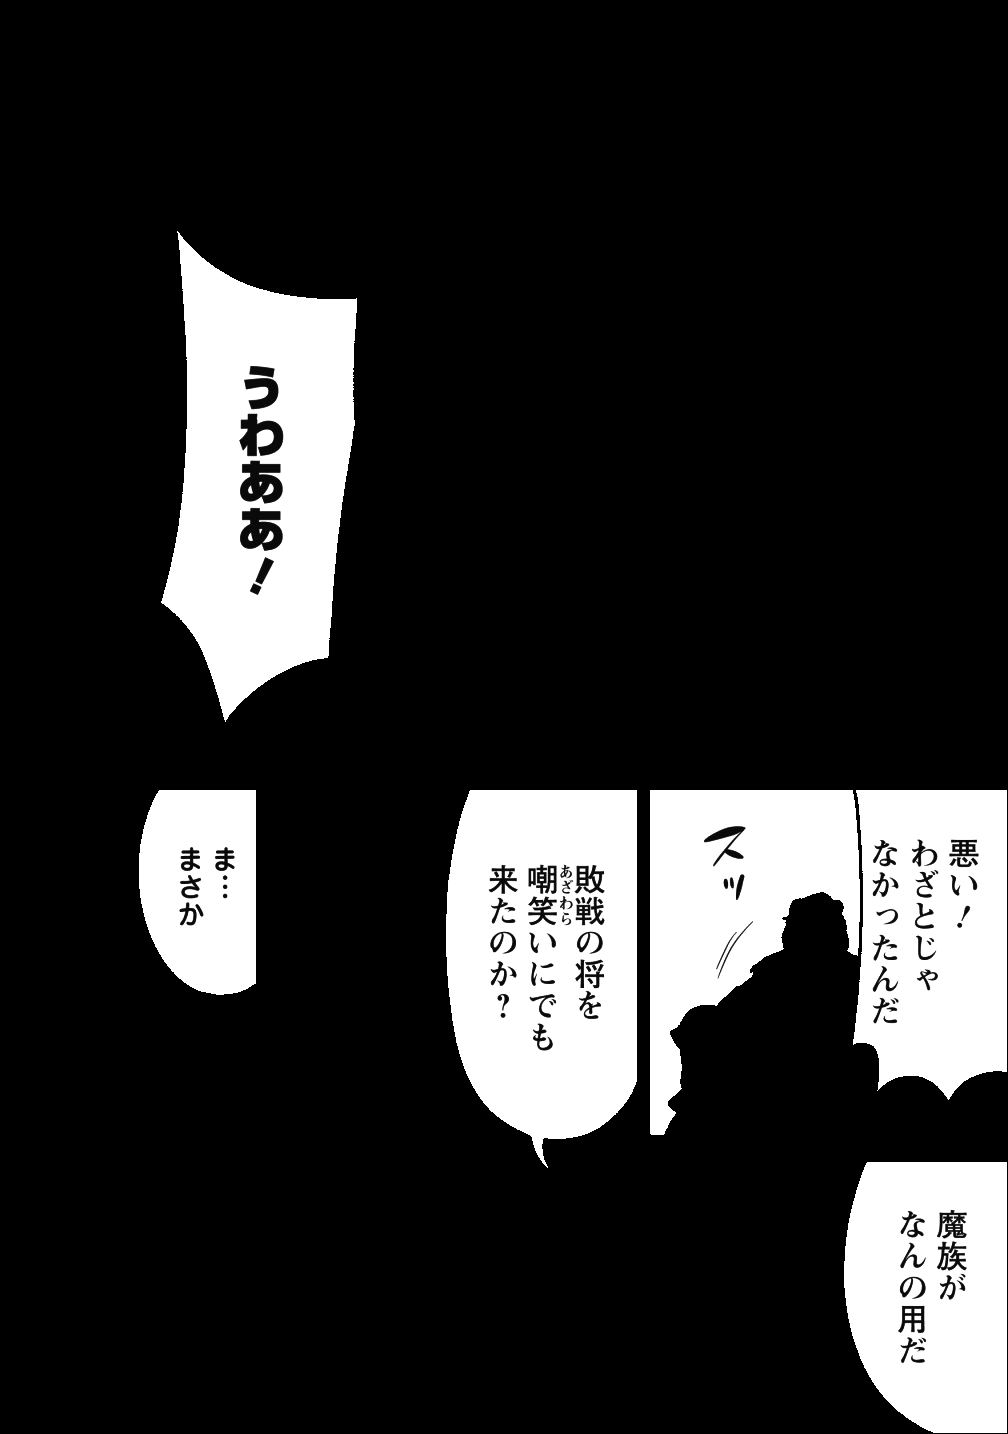 うわああ！
悪い！
わざとじゃ
なかったんだ
スッ
敗戦の将を
嘲笑いにでも
あざわら
来たのか？
ま…
まさか
魔族が
なんの用だ